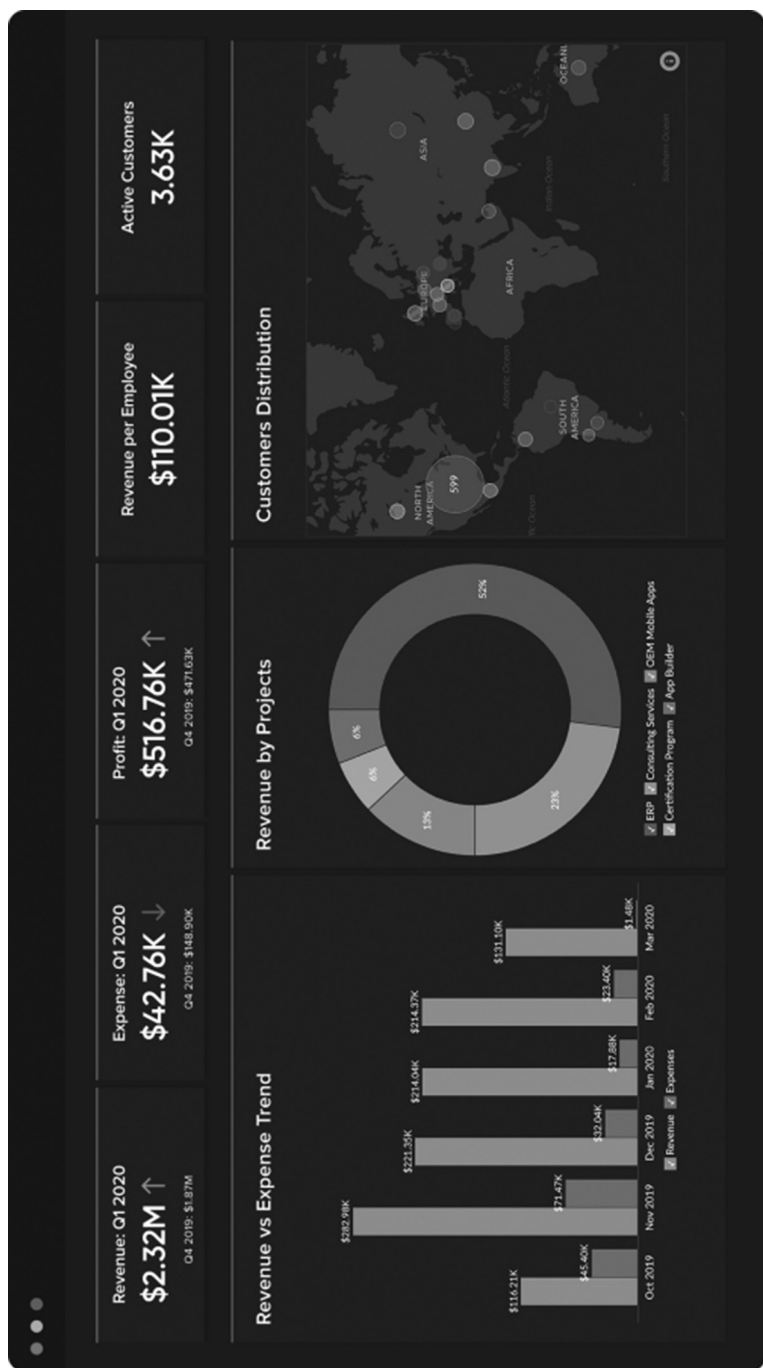 Revenue: Q1 2020
$2.32M ↑
Q4 2019: $1.87M
Expense: Q1 2020
$42.76K ↓
Q4 2019: $148.90K
Profit: Q1 2020
$516.76K ↑
Q4 2019: $471.63K
Revenue per Employee
$110.01K
Active Customers
3.63K
Revenue vs Expense Trend
$116.21K
$45.40K
$282.98K
$71.47K
$221.35K
$32.04K
$214.04K
$17.88K
$214.37K
$23.40K
$131.10K
$1.48K
Oct 2019
Nov 2019
Dec 2019
Jan 2020
Feb 2020
Mar 2020
Revenue
Expenses
Revenue by Projects
6%
6%
13%
23%
52%
ERP
Consulting Services
OEM Mobile Apps
Certification Program
App Builder
Customers Distribution
NORTH
AMERICA
599
EUROPE
ASIA
OCEANI
AFRICA
SOUTH
AMERICA
Atlantic Ocean
Indian Ocean
fic Ocean
Southern Ocean